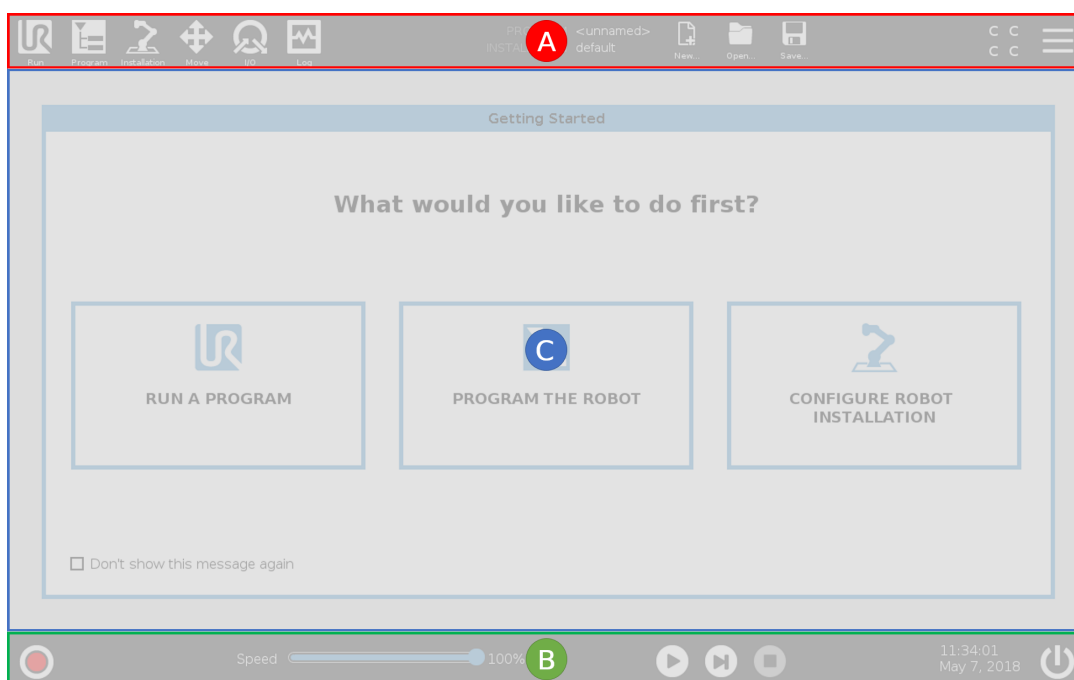 A
<unnamed>
default
C C
C C
Run Program Installation Move I/O Log
New... Open... Save...
Getting Started
What would you like to do first?
C
RUN A PROGRAM
PROGRAM THE ROBOT
CONFIGURE ROBOT
INSTALLATION
Don't show this message again
Speed 100% B
11:34:01
May 7, 2018